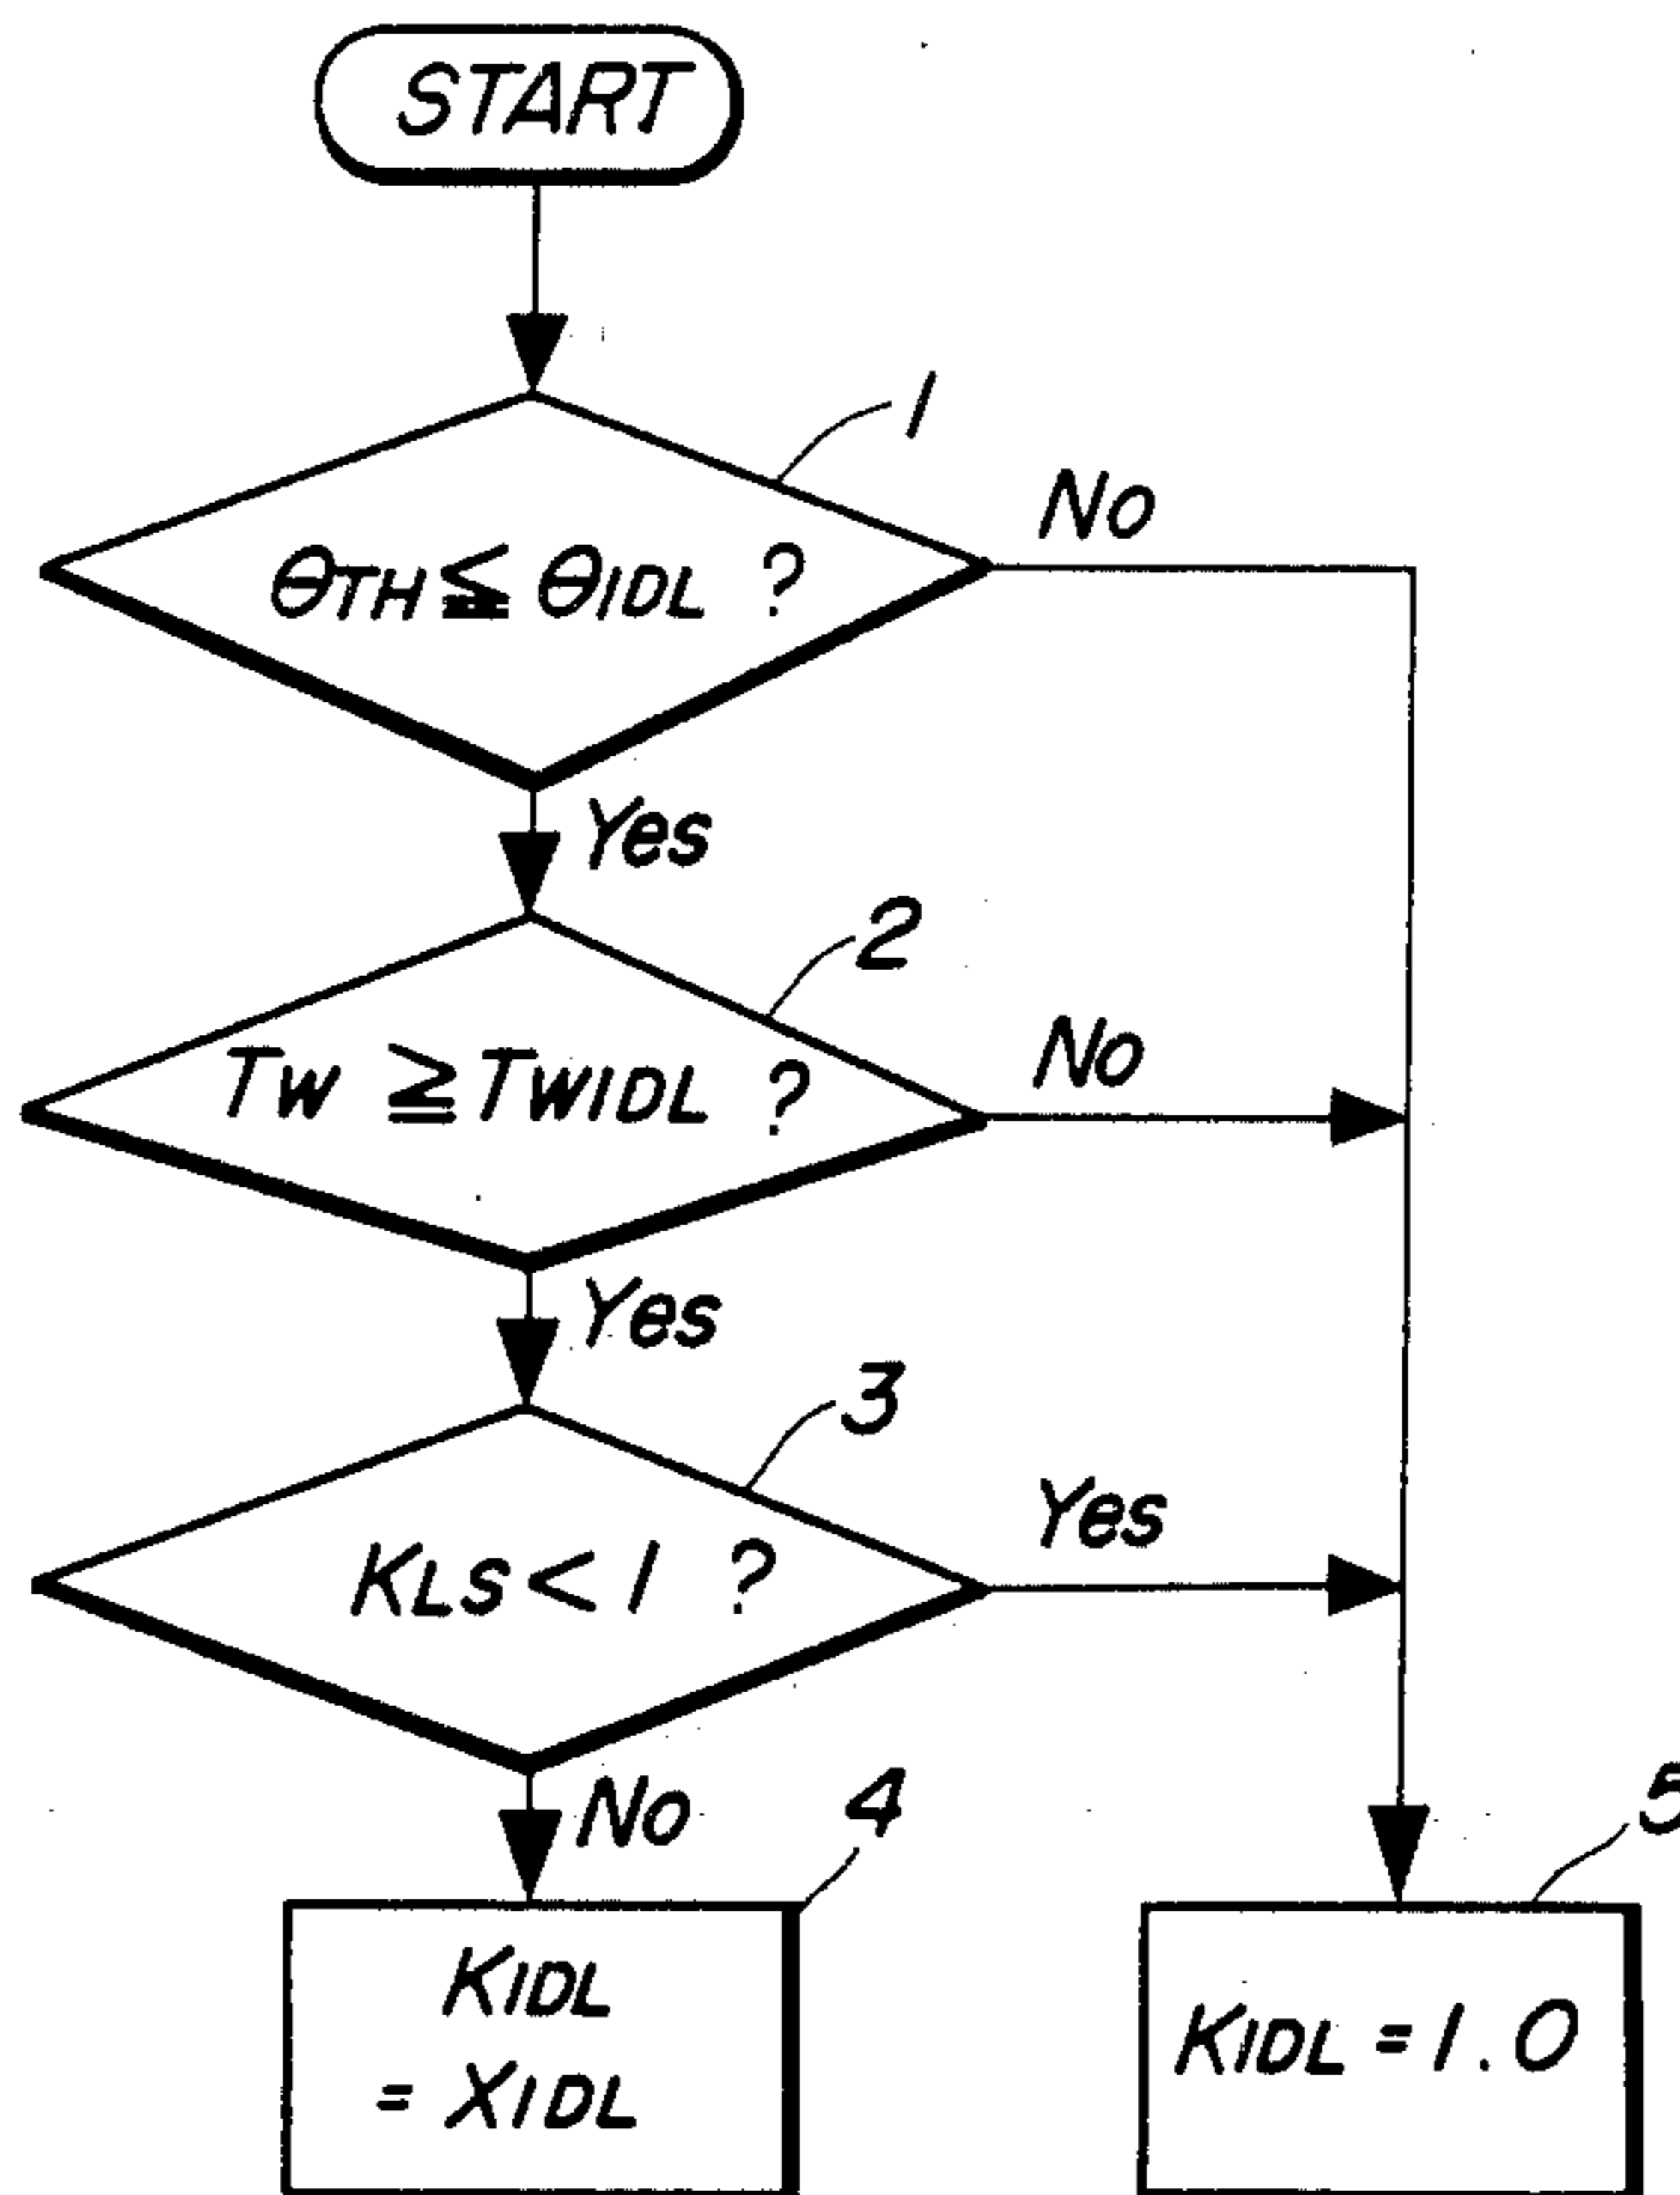 START
1
No
θTH ≦ θIDL ?
Yes
2
No
TW ≧ TWIDL ?
Yes
3
Yes
KLS < 1 ?
No
4
5
KIDL
= XIDL
KIDL = 1.0